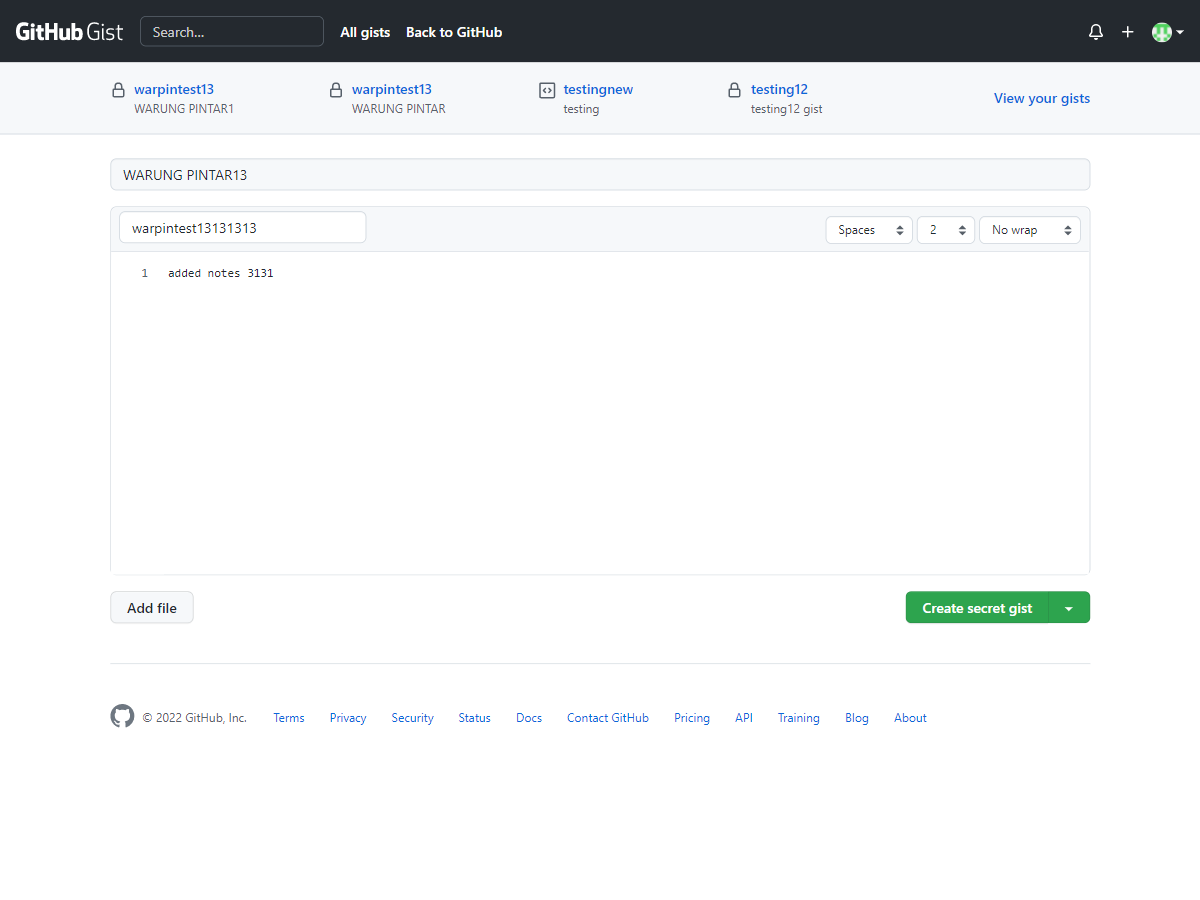 GitHub Gist Search... All gists Back to GitHub
warpintest13 warpintest13 testingnew testing12
WARUNG PINTAR1 WARUNG PINTAR testing testing12 gist
View your gists
WARUNG PINTAR13
warpintest13131313 Spaces 2 No wrap
1 added notes 3131
Add file Create secret gist
© 2022 GitHub, Inc. Terms Privacy Security Status Docs Contact GitHub Pricing API Training Blog About